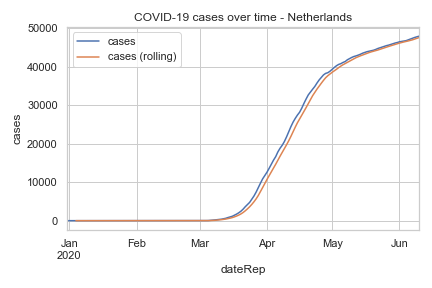 COVID-19 cases over time - Netherlands
cases
cases (rolling)
50000
40000
30000
20000
10000
0
cases
Jan Feb Mar Apr May Jun
2020
dateRep